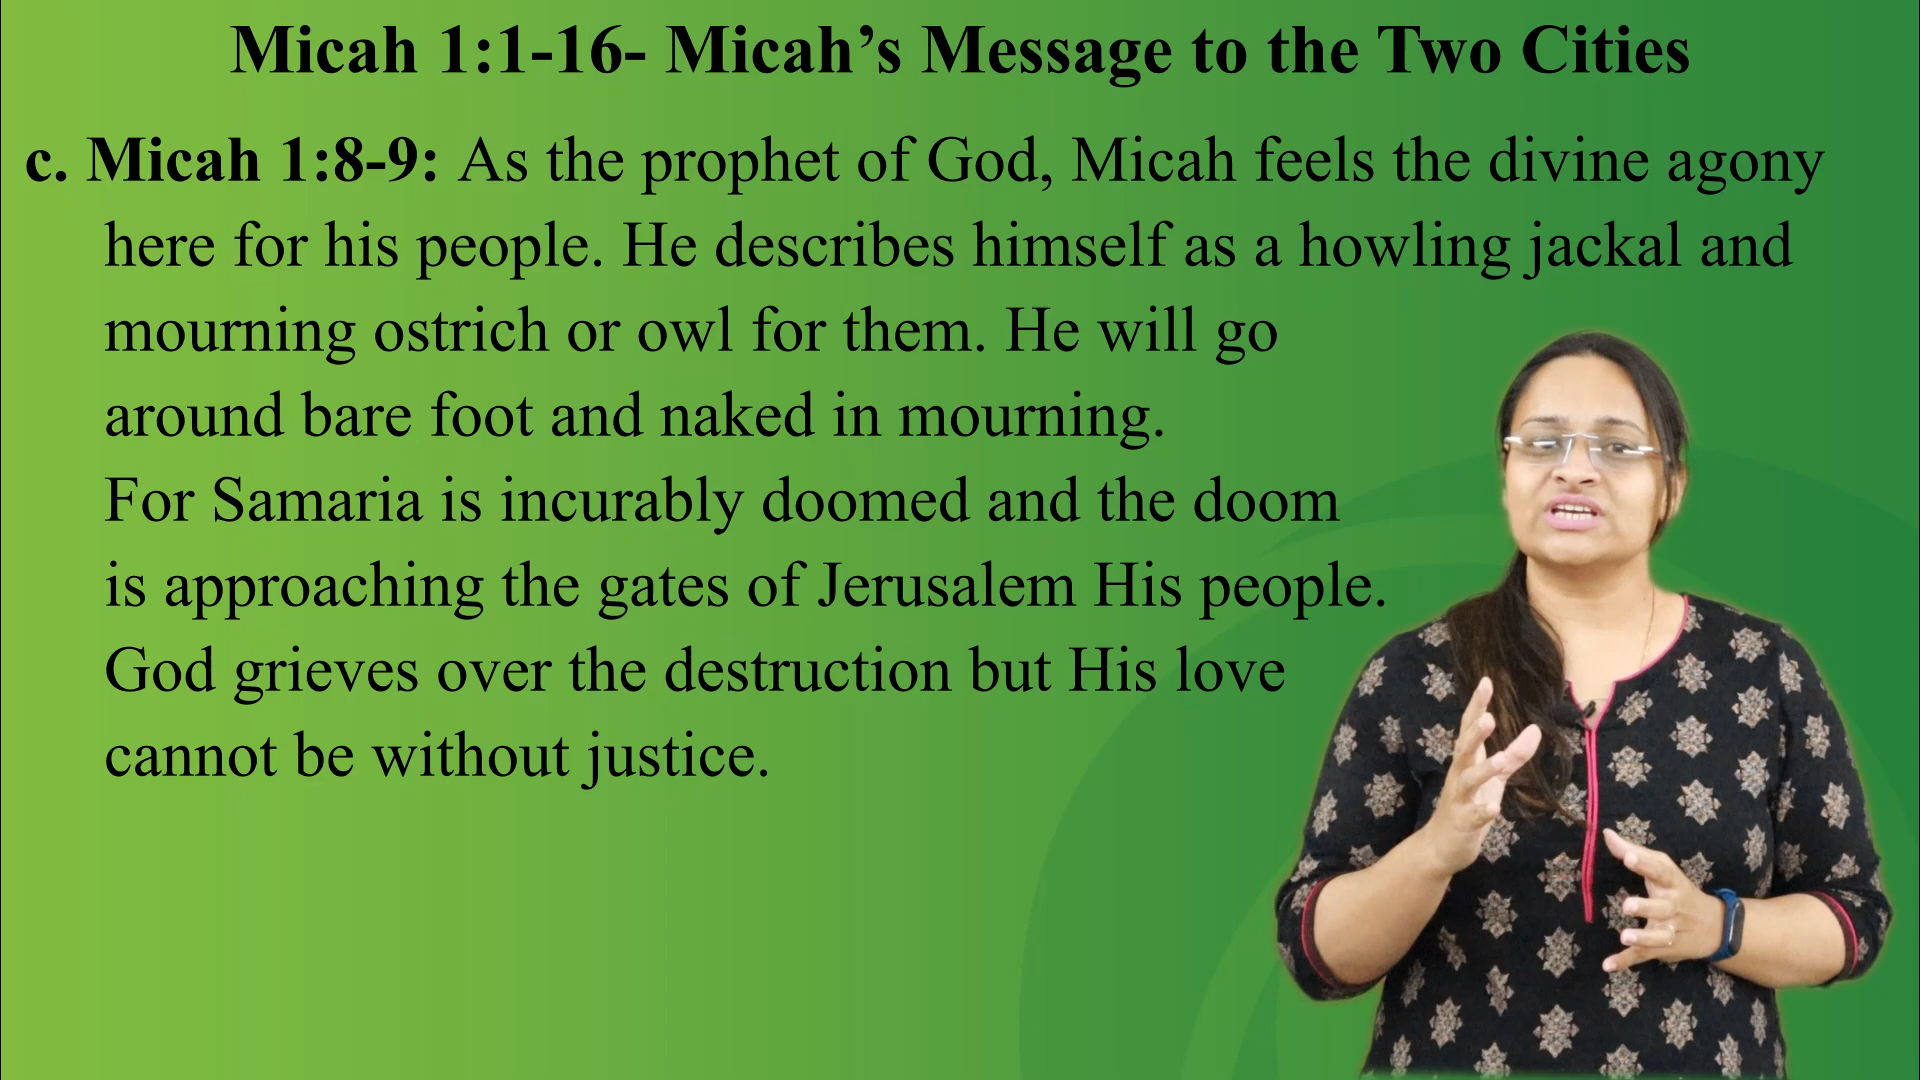 Micah 1:1-16- Micah’s Message to the Two Cities
c. Micah 1:8-9: As the prophet of God, Micah feels the divine agony
here for his people. He describes himself as a howling jackal and
mourning ostrich or owl for them. He will go
around bare foot and naked in mourning.
For Samaria is incurably doomed and the doom
is approaching the gates of Jerusalem His people.
God grieves over the destruction but His love
cannot be without justice.